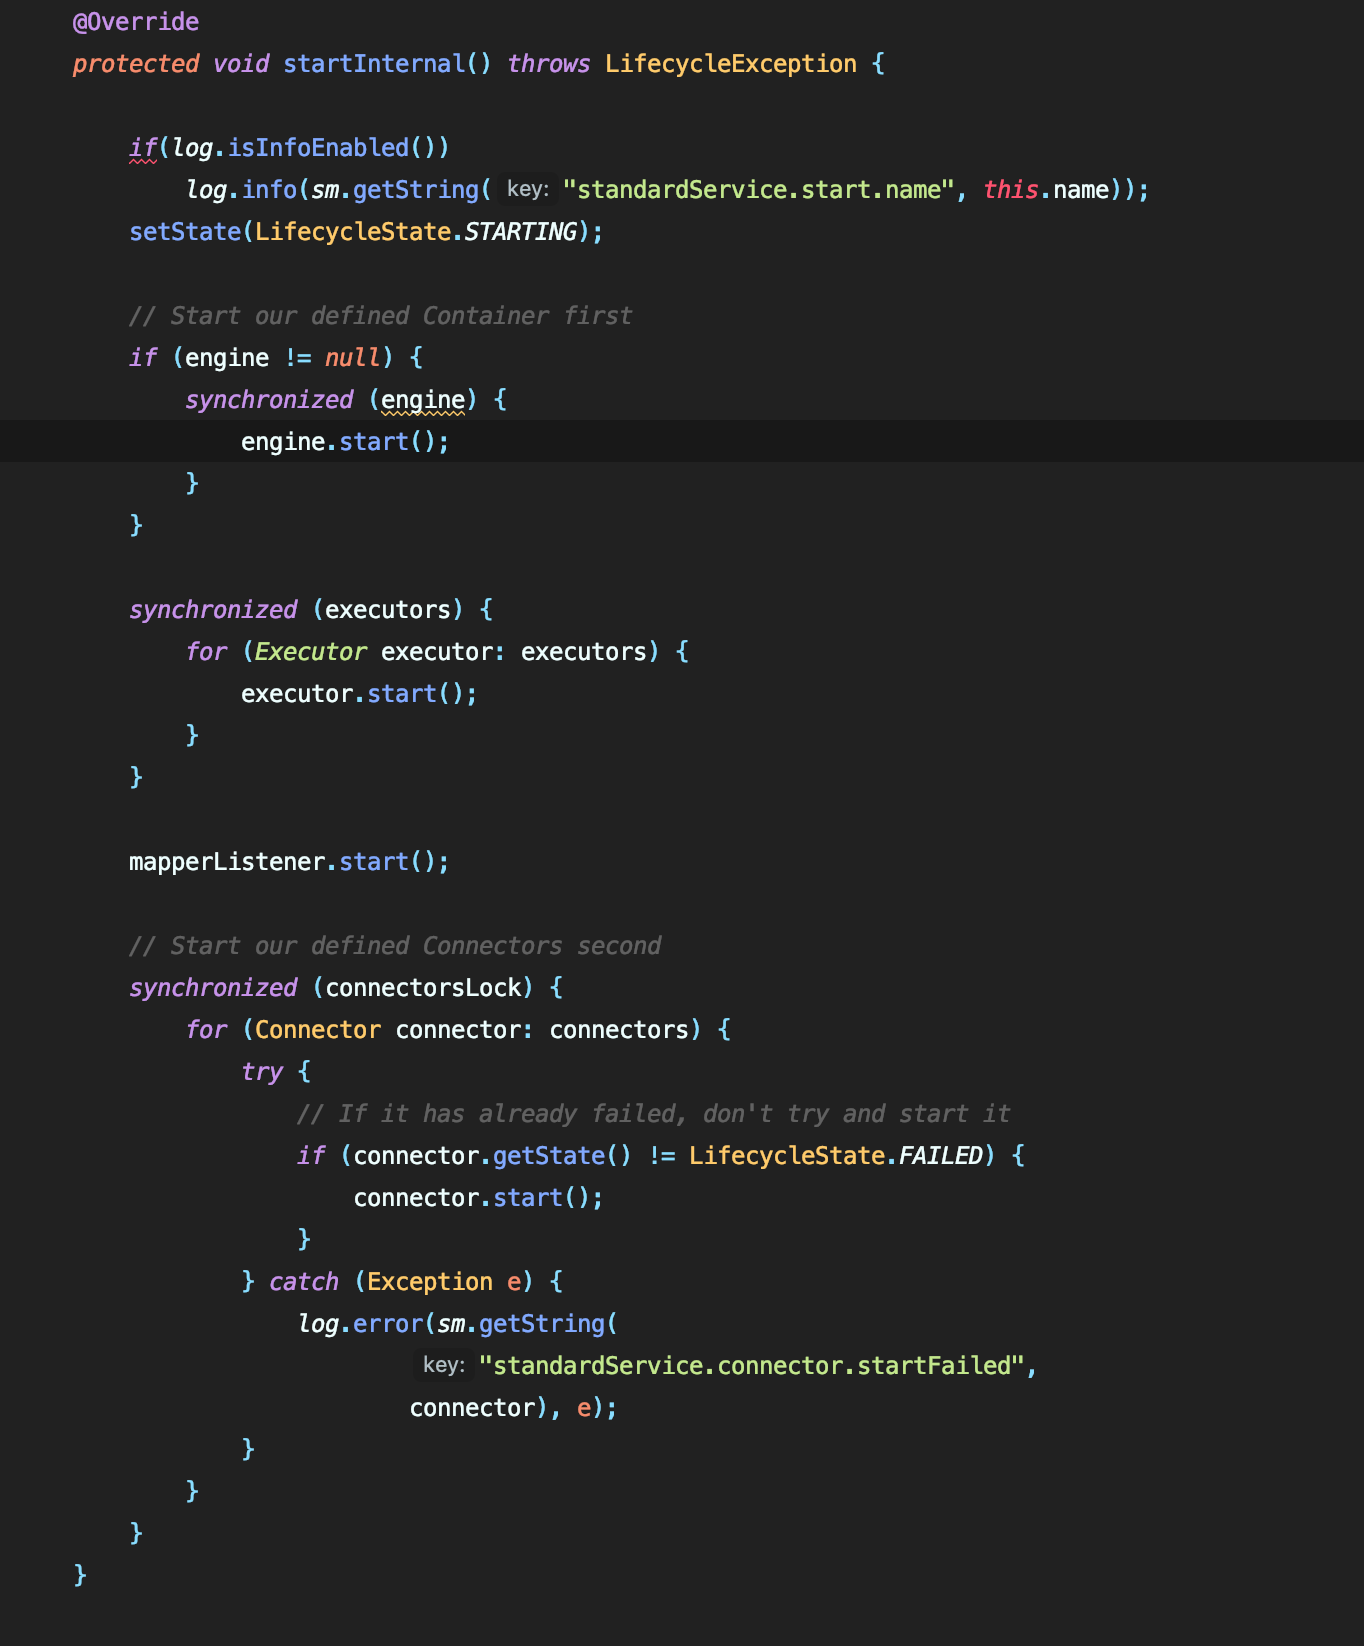 @Override
protected void startInternal() throws LifecycleException {
if(log.isInfoEnabled())
log.info(sm.getString( key: "standardService.start.name", this.name));
setState(LifecycleState.STARTING);
// Start our defined Container first
if (engine != null) {
synchronized (engine) {
engine.start();
}
}
synchronized (executors) {
for (Executor executor: executors) {
executor.start();
}
}
mapperListener.start();
// Start our defined Connectors second
synchronized (connectorsLock) {
for (Connector connector: connectors) {
try {
// If it has already failed, don't try and start it
if (connector.getState() != LifecycleState.FAILED) {
connector.start();
}
} catch (Exception e) {
log.error(sm.getString(
key: "standardService.connector.startFailed",
connector), e);
}
}
}
}